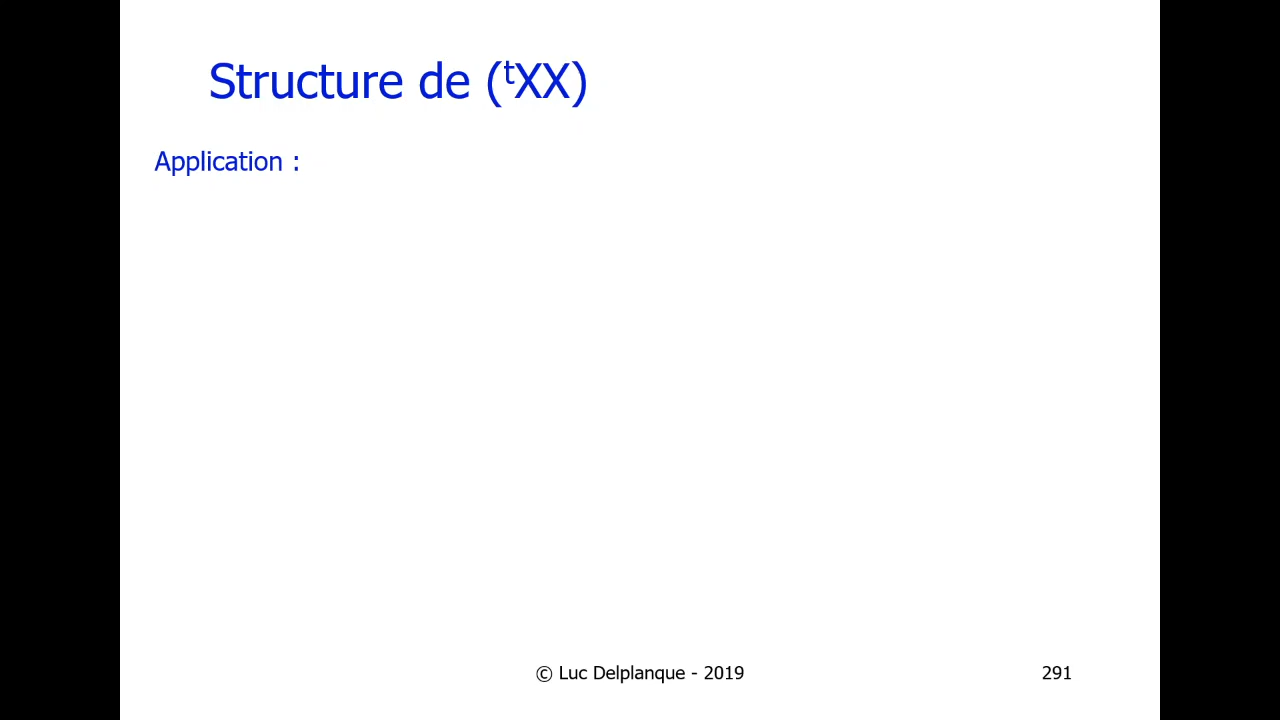 Structure de (ᵗXX)
Application :
© Luc Delplanque - 2019
291